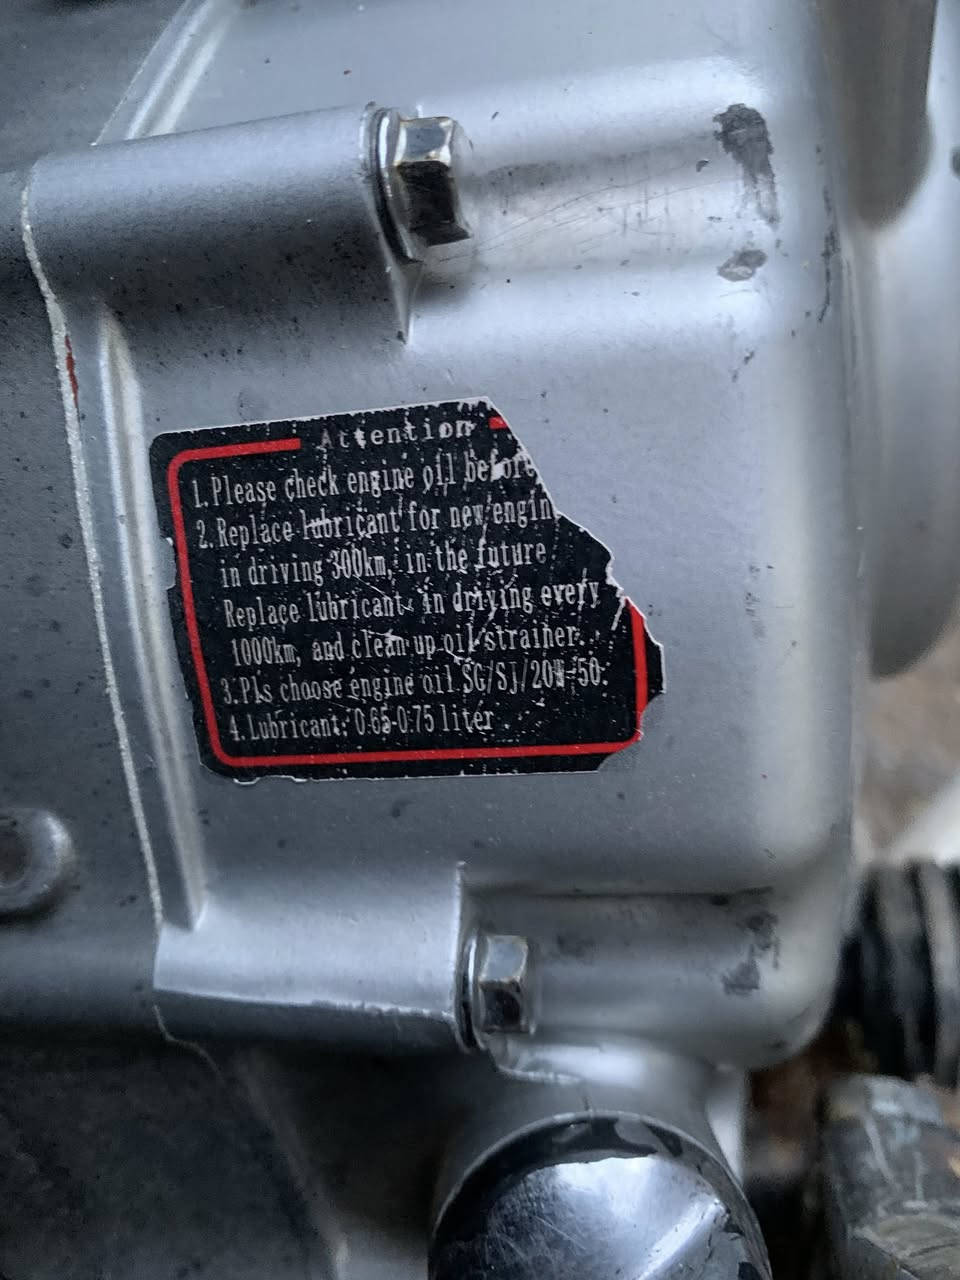 Attention
1. Please check engine oil before
2. Replace lubricant for new engin
in driving 300km, in the future
Replace lubricant in driving every
1000km, and clean up oil strainer.
3. Pls choose engine oil SG/SJ/20W-50.
4. Lubricant: 0.65-0.75 liter